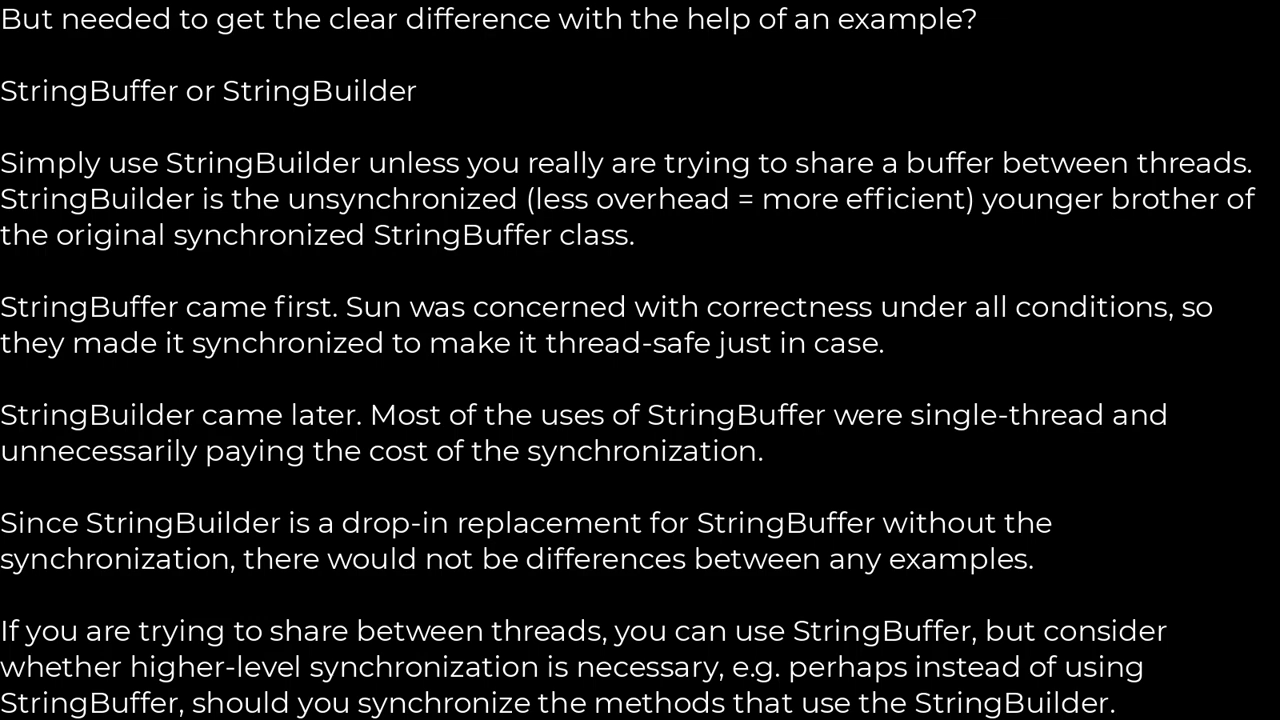 But needed to get the clear difference with the help of an example?
StringBuffer or StringBuilder
Simply use StringBuilder unless you really are trying to share a buffer between threads.
StringBuilder is the unsynchronized (less overhead = more efficient) younger brother of
the original synchronized StringBuffer class.
StringBuffer came first. Sun was concerned with correctness under all conditions, so
they made it synchronized to make it thread-safe just in case.
StringBuilder came later. Most of the uses of StringBuffer were single-thread and
unnecessarily paying the cost of the synchronization.
Since StringBuilder is a drop-in replacement for StringBuffer without the
synchronization, there would not be differences between any examples.
If you are trying to share between threads, you can use StringBuffer, but consider
whether higher-level synchronization is necessary, e.g. perhaps instead of using
StringBuffer, should you synchronize the methods that use the StringBuilder.